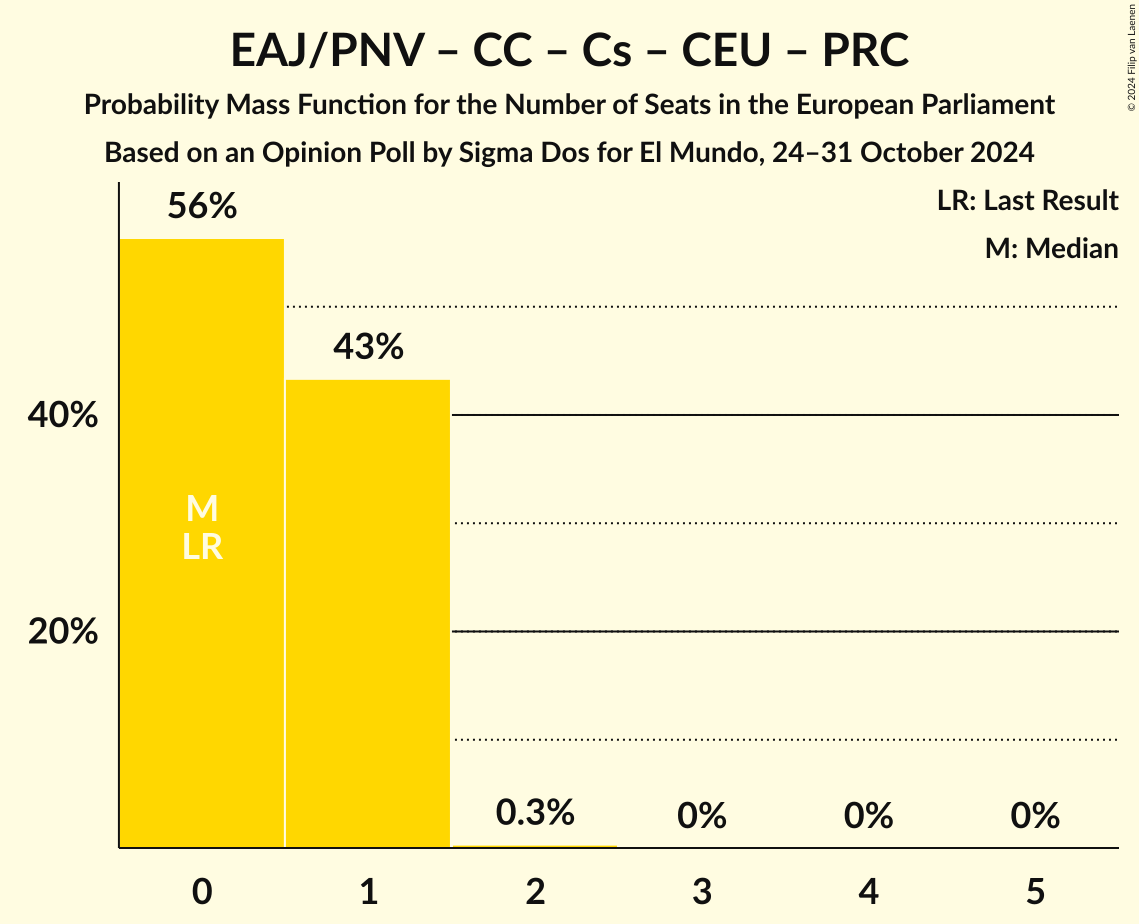 EAJ/PNV – CC – Cs – CEU – PRC
Probability Mass Function for the Number of Seats in the European Parliament
Based on an Opinion Poll by Sigma Dos for El Mundo, 24–31 October 2024
© 2024 Filip van Laenen
LR: Last Result
M: Median
56%
43%
40%
M
LR
20%
0.3%
0%
0%
0%
0
1
2
3
4
5